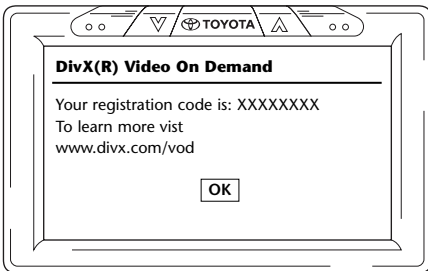 TOYOTA
DivX(R) Video On Demand
Your registration code is: XXXXXXXX
To learn more vist
www.divx.com/vod
OK